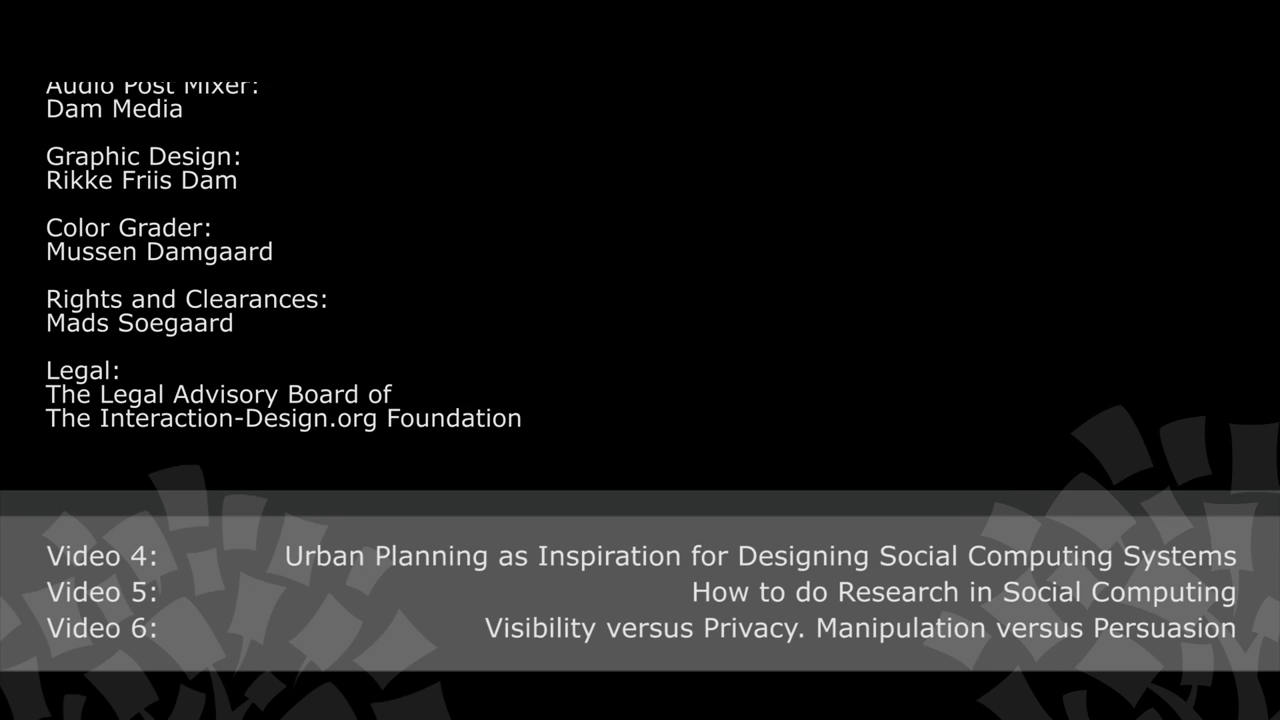 Audio Post Mixer:
Dam Media
Graphic Design:
Rikke Friis Dam
Color Grader:
Mussen Damgaard
Rights and Clearances:
Mads Soegaard
Legal:
The Legal Advisory Board of
The Interaction-Design.org Foundation
Video 4: Urban Planning as Inspiration for Designing Social Computing Systems
Video 5: How to do Research in Social Computing
Video 6: Visibility versus Privacy. Manipulation versus Persuasion